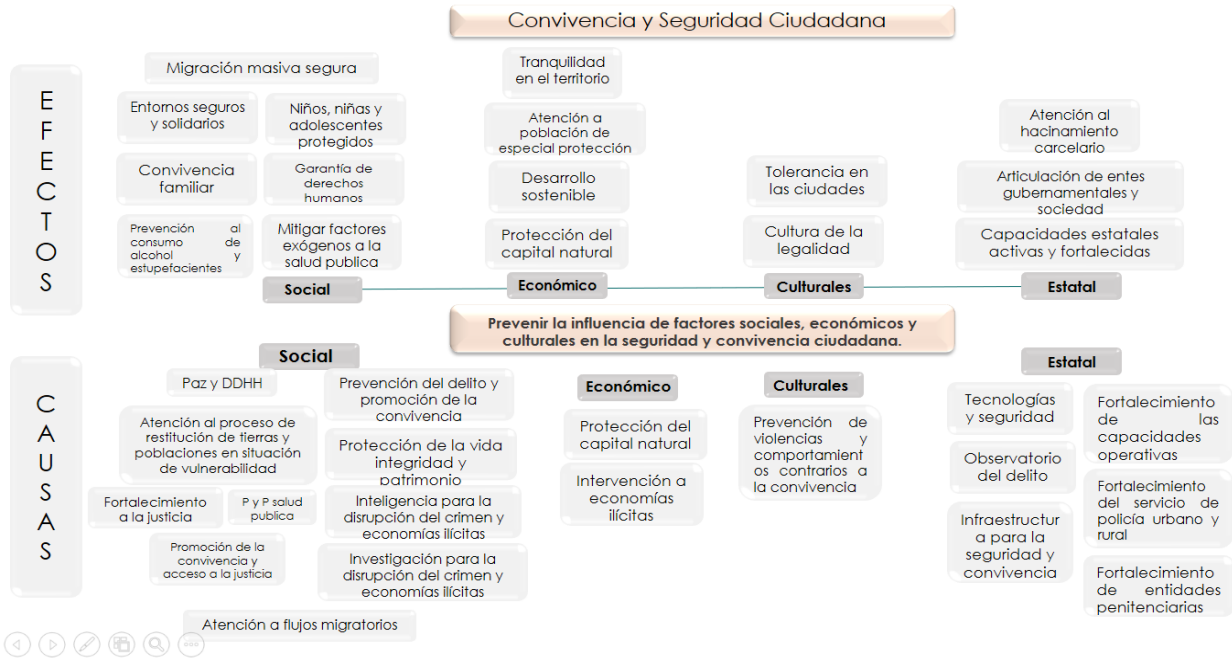 Convivencia y Seguridad Ciudadana
E
F
E
C
T
O
S
Migración masiva segura
Entornos seguros
y solidarios
Niños, niñas y
adolescentes
protegidos
Convivencia
familiar
Garantía de
derechos
humanos
Prevención al
consumo de
alcohol y
estupefacientes
Mitigar factores
exógenos a la
salud publica
Social
Tranquilidad
en el territorio
Atención a
población de
especial protección
Desarrollo
sostenible
Protección del
capital natural
Económico
Tolerancia en
las ciudades
Cultura de la
legalidad
Culturales
Atención al
hacinamiento
carcelario
Articulación de entes
gubernamentales y
sociedad
Capacidades estatales
activas y fortalecidas
Estatal
Prevenir la influencia de factores sociales, económicos y
culturales en la seguridad y convivencia ciudadana.
C
A
U
S
A
S
Social
Paz y DDHH
Atención al proceso de
restitución de tierras y
poblaciones en situación
de vulnerabilidad
Fortalecimiento
a la justicia
P y P salud
publica
Promoción de la
convivencia y
acceso a la justicia
Prevención del delito y
promoción de la
convivencia
Protección de la vida
integridad y
patrimonio
Inteligencia para la
disrupción del crimen y
economías ilícitas
Investigación para la
disrupción del crimen y
economías ilícitas
Atención a flujos migratorios
Económico
Protección del
capital natural
Intervención a
economías
ilícitas
Culturales
Prevención de
violencias y
comportamient
os contrarios a
la convivencia
Estatal
Tecnologías
y seguridad
Observatorio
del delito
Infraestructur
a para la
seguridad y
convivencia
Fortalecimiento
de las
capacidades
operativas
Fortalecimiento
del servicio de
policía urbano y
rural
Fortalecimiento
de entidades
penitenciarias